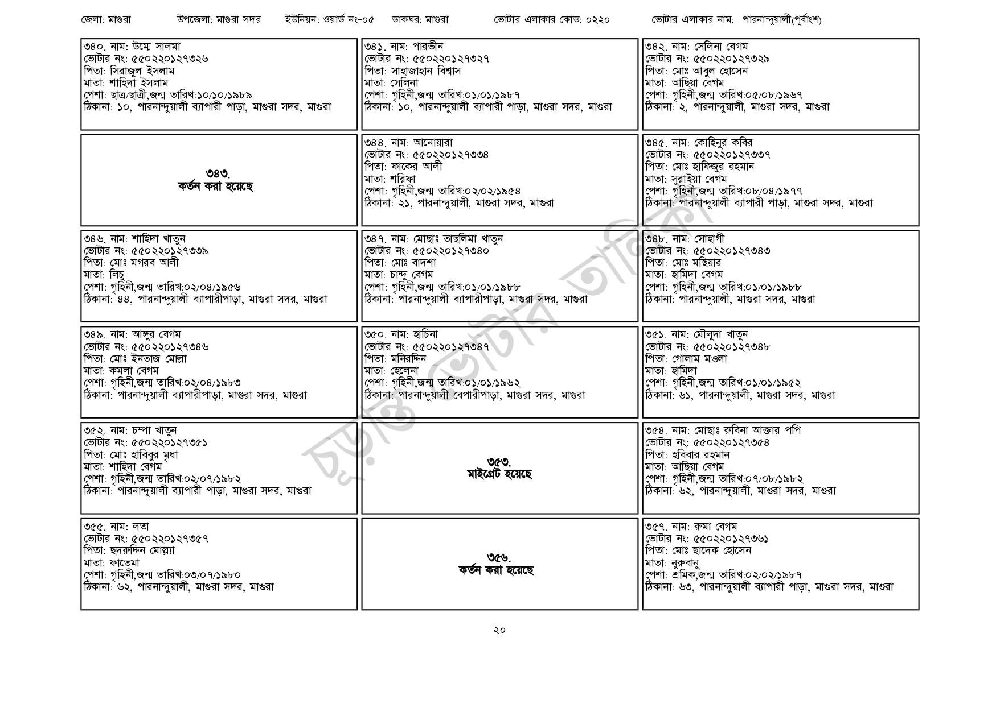 জেলা: মাগুরা উপজেলা: মাগুরা সদর ইউনিয়ন: ওয়ার্ড নং-০৫ ডাকঘর: মাগুরা ভোটার এলাকার কোড: ০২২০ ভোটার এলাকার নাম: পারনান্দুয়ালী(পূর্বাংশ)
৩৪০. নাম: উম্মে সালমা
ভোটার নং: ৫৫০২২০১২৭৩২৬
পিতা: সিরাজুল ইসলাম
মাতা: শাহিদা ইসলাম
পেশা: ছাত্র/ছাত্রী,জন্ম তারিখ:১০/১০/১৯৮৯
ঠিকানা: ১০, পারনান্দুয়ালী ব্যাপারী পাড়া, মাগুরা সদর, মাগুরা
৩৪১. নাম: পারভীন
ভোটার নং: ৫৫০২২০১২৭৩২৭
পিতা: সাহাজাহান বিশ্বাস
মাতা: সেলিনা
পেশা: গৃহিনী,জন্ম তারিখ:০১/০১/১৯৮৭
ঠিকানা: ১০, পারনান্দুয়ালী ব্যাপারী পাড়া, মাগুরা সদর, মাগুরা
৩৪২. নাম: সেলিনা বেগম
ভোটার নং: ৫৫০২২০১২৭৩২৯
পিতা: মোঃ আবুল হোসেন
মাতা: আছিয়া বেগম
পেশা: গৃহিনী,জন্ম তারিখ:০৫/০৮/১৯৬৭
ঠিকানা: ২, পারনান্দুয়ালী, মাগুরা সদর, মাগুরা
৩৪৩.
কর্তন করা হয়েছে
৩৪৪. নাম: আনোয়ারা
ভোটার নং: ৫৫০২২০১২৭৩৩৪
পিতা: ফাকের আলী
মাতা: শরিফা
পেশা: গৃহিনী,জন্ম তারিখ:০২/০২/১৯৫৪
ঠিকানা: ২১, পারনান্দুয়ালী, মাগুরা সদর, মাগুরা
৩৪৫. নাম: কোহিনুর কবির
ভোটার নং: ৫৫০২২০১২৭৩৩৭
পিতা: মোঃ হাফিজুর রহমান
মাতা: সুরাইয়া বেগম
পেশা: গৃহিনী,জন্ম তারিখ:০৮/০৪/১৯৭৭
ঠিকানা: পারনান্দুয়ালী ব্যাপারী পাড়া, মাগুরা সদর, মাগুরা
৩৪৬. নাম: শাহিদা খাতুন
ভোটার নং: ৫৫০২২০১২৭৩৩৯
পিতা: মোঃ মগরব আলী
মাতা: লিচু
পেশা: গৃহিনী,জন্ম তারিখ:০২/০৪/১৯৫৬
ঠিকানা: ৪৪, পারনান্দুয়ালী ব্যাপারীপাড়া, মাগুরা সদর, মাগুরা
৩৪৭. নাম: মোছাঃ তাছলিমা খাতুন
ভোটার নং: ৫৫০২২০১২৭৩৪০
পিতা: মোঃ বাদশা
মাতা: চান্দু বেগম
পেশা: গৃহিনী,জন্ম তারিখ:০১/০১/১৯৮৮
ঠিকানা: পারনান্দুয়ালী ব্যাপারীপাড়া, মাগুরা সদর, মাগুরা
৩৪৮. নাম: সোহাগী
ভোটার নং: ৫৫০২২০১২৭৩৪৩
পিতা: মোঃ মছিয়ার
মাতা: হামিদা বেগম
পেশা: গৃহিনী,জন্ম তারিখ:০১/০১/১৯৮৮
ঠিকানা: পারনান্দুয়ালী, মাগুরা সদর, মাগুরা
৩৪৯. নাম: আঙ্গুর বেগম
ভোটার নং: ৫৫০২২০১২৭৩৪৬
পিতা: মোঃ ইনতাজ মোল্লা
মাতা: কমলা বেগম
পেশা: গৃহিনী,জন্ম তারিখ:০২/০৪/১৯৮৩
ঠিকানা: পারনান্দুয়ালী ব্যাপারীপাড়া, মাগুরা সদর, মাগুরা
৩৫০. নাম: হাচিনা
ভোটার নং: ৫৫০২২০১২৭৩৪৭
পিতা: মনিরদ্দিন
মাতা: হেলেনা
পেশা: গৃহিনী,জন্ম তারিখ:০১/০১/১৯৬২
ঠিকানা: পারনান্দুয়ালী বেপারীপাড়া, মাগুরা সদর, মাগুরা
৩৫১. নাম: মৌলুদা খাতুন
ভোটার নং: ৫৫০২২০১২৭৩৪৮
পিতা: গোলাম মওলা
মাতা: হামিদা
পেশা: গৃহিনী,জন্ম তারিখ:০১/০১/১৯৫২
ঠিকানা: ৬১, পারনান্দুয়ালী, মাগুরা সদর, মাগুরা
৩৫২. নাম: চম্পা খাতুন
ভোটার নং: ৫৫০২২০১২৭৩৫১
পিতা: মোঃ হাবিবুর মৃধা
মাতা: শাহিদা বেগম
পেশা: গৃহিনী,জন্ম তারিখ:০২/০৭/১৯৮২
ঠিকানা: পারনান্দুয়ালী ব্যাপারী পাড়া, মাগুরা সদর, মাগুরা
৩৫৩.
মাইগ্রেট হয়েছে
৩৫৪. নাম: মোছাঃ রুবিনা আক্তার পপি
ভোটার নং: ৫৫০২২০১২৭৩৫৪
পিতা: হবিবার রহমান
মাতা: আছিয়া বেগম
পেশা: গৃহিনী,জন্ম তারিখ:০৭/০৮/১৯৮২
ঠিকানা: ৬২, পারনান্দুয়ালী, মাগুরা সদর, মাগুরা
৩৫৫. নাম: লতা
ভোটার নং: ৫৫০২২০১২৭৩৫৭
পিতা: ছদরুদ্দিন মোল্ল্যা
মাতা: ফাতেমা
পেশা: গৃহিনী,জন্ম তারিখ:০৩/০৭/১৯৮০
ঠিকানা: ৬২, পারনান্দুয়ালী, মাগুরা সদর, মাগুরা
৩৫৬.
কর্তন করা হয়েছে
৩৫৭. নাম: রুমা বেগম
ভোটার নং: ৫৫০২২০১২৭৩৬১
পিতা: মোঃ ছাদেক হোসেন
মাতা: নুরুবানু
পেশা: শ্রমিক,জন্ম তারিখ:০২/০২/১৯৮৭
ঠিকানা: ৬৩, পারনান্দুয়ালী ব্যাপারী পাড়া, মাগুরা সদর, মাগুরা
চূড়ান্ত ভোটার তালিকা
২০